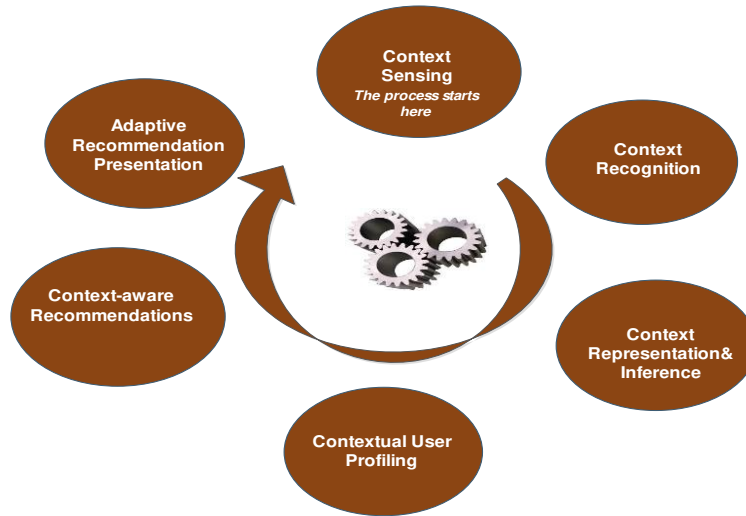 Context
Sensing
The process starts
here
Context
Recognition
Context
Representation&
Inference
Contextual User
Profiling
Context-aware
Recommendations
Adaptive
Recommendation
Presentation